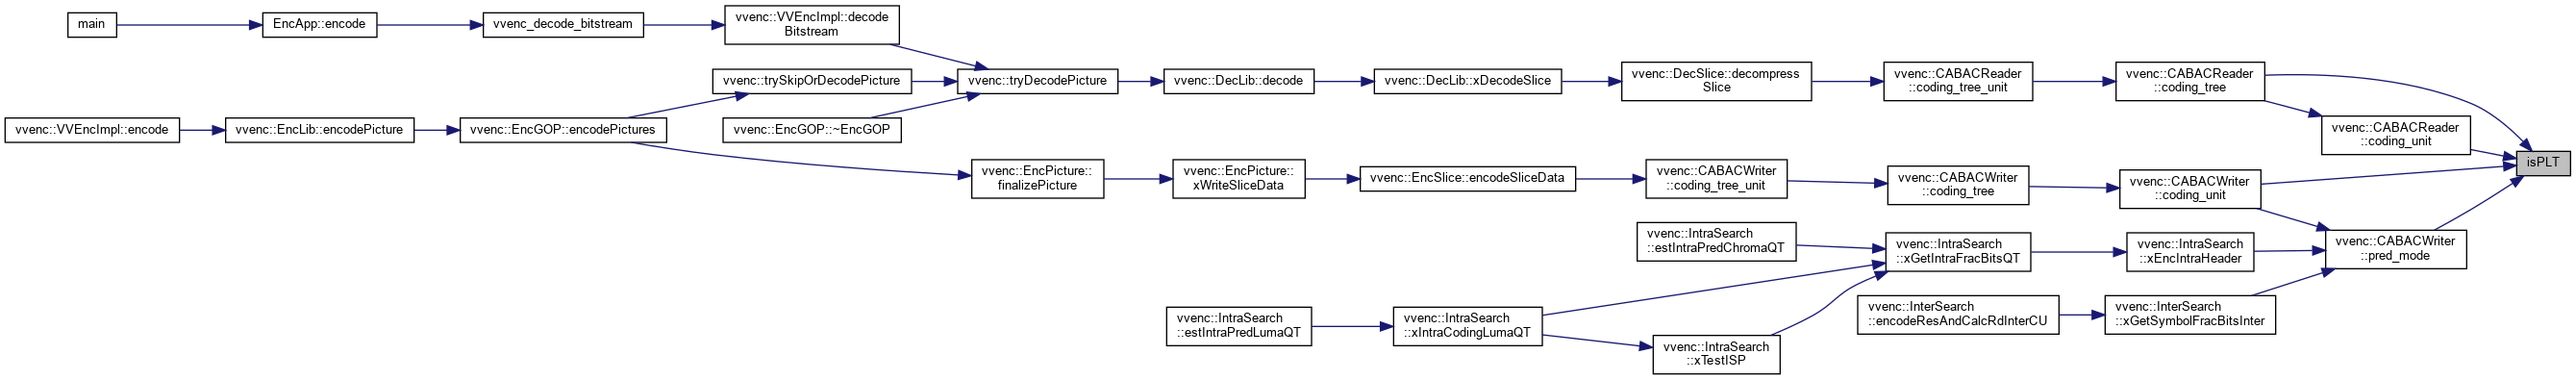 main
EncApp::encode
vvenc_decode_bitstream
vvenc::VVEncImpl::decode
Bitstream
vvenc::trySkipOrDecodePicture
vvenc::tryDecodePicture
vvenc::DecLib::decode
vvenc::DecLib::xDecodeSlice
vvenc::DecSlice::decompress
Slice
vvenc::CABACReader
::coding_tree_unit
vvenc::CABACReader
::coding_tree
vvenc::VVEncImpl::encode
vvenc::EncLib::encodePicture
vvenc::EncGOP::encodePictures
vvenc::EncGOP::~EncGOP
vvenc::CABACReader
::coding_unit
isPLT
vvenc::EncPicture::
finalizePicture
vvenc::EncPicture::
xWriteSliceData
vvenc::EncSlice::encodeSliceData
vvenc::CABACWriter
::coding_tree_unit
vvenc::CABACWriter
::coding_tree
vvenc::CABACWriter
::coding_unit
vvenc::IntraSearch
::estIntraPredChromaQT
vvenc::IntraSearch
::xGetIntraFracBitsQT
vvenc::IntraSearch
::xEncIntraHeader
vvenc::CABACWriter
::pred_mode
vvenc::IntraSearch
::estIntraPredLumaQT
vvenc::IntraSearch
::xIntraCodingLumaQT
vvenc::InterSearch
::encodeResAndCalcRdInterCU
vvenc::InterSearch
::xGetSymbolFracBitsInter
vvenc::IntraSearch
::xTestISP